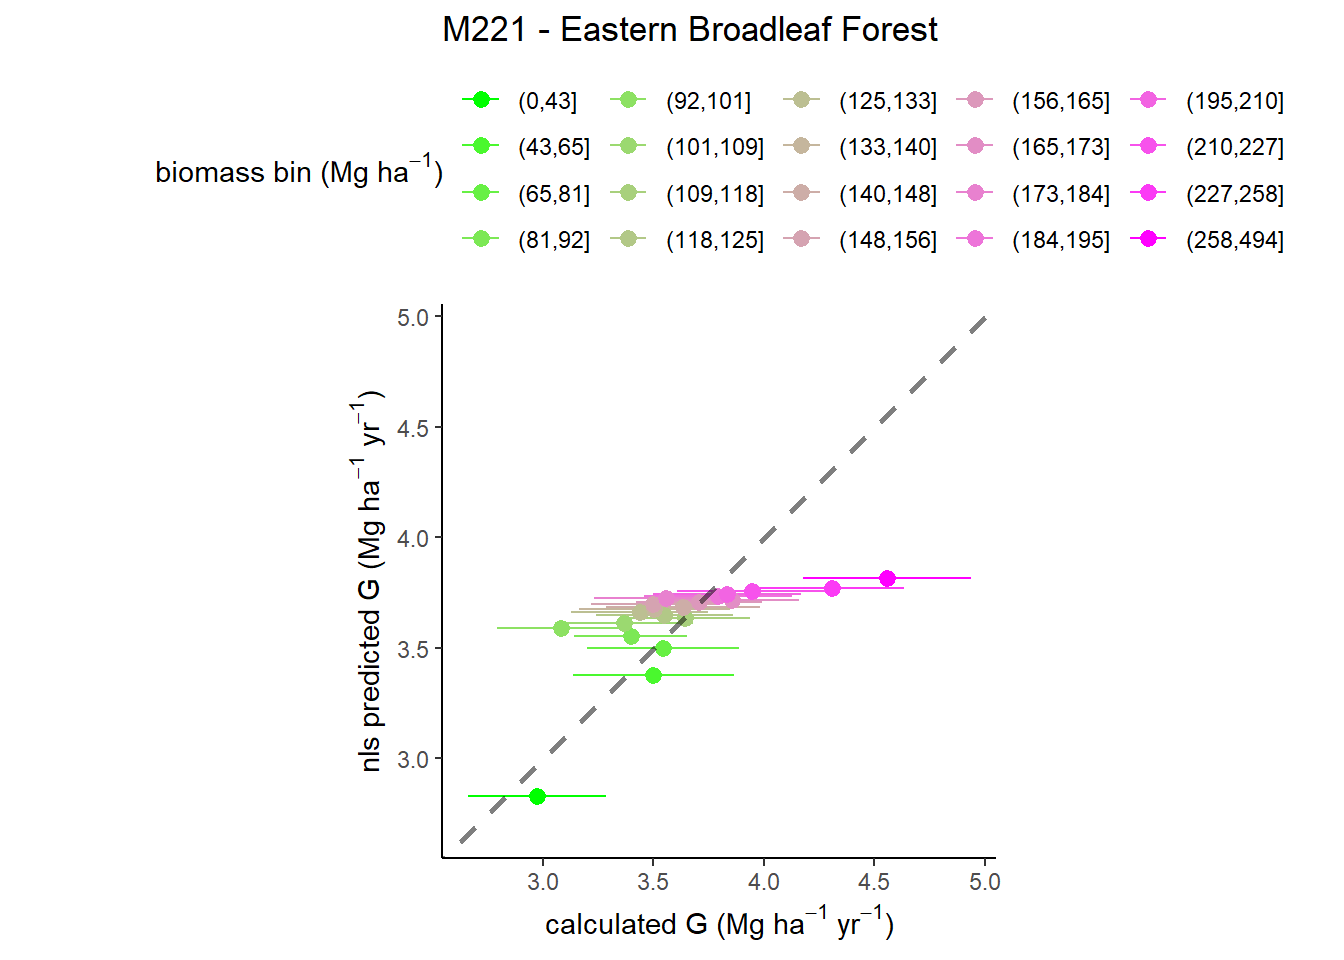 M221 - Eastern Broadleaf Forest
biomass bin (Mg ha⁻¹)
(0,43] (92,101] (125,133] (156,165] (195,210]
(43,65] (101,109] (133,140] (165,173] (210,227]
(65,81] (109,118] (140,148] (173,184] (227,258]
(81,92] (118,125] (148,156] (184,195] (258,494]
nls predicted G (Mg ha⁻¹ yr⁻¹)
5.0
4.5
4.0
3.5
3.0
3.0 3.5 4.0 4.5 5.0
calculated G (Mg ha⁻¹ yr⁻¹)